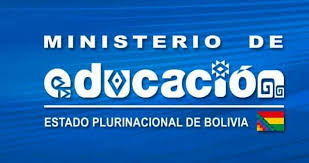 MINISTERIO DE
educación
ESTADO PLURINACIONAL DE BOLIVIA